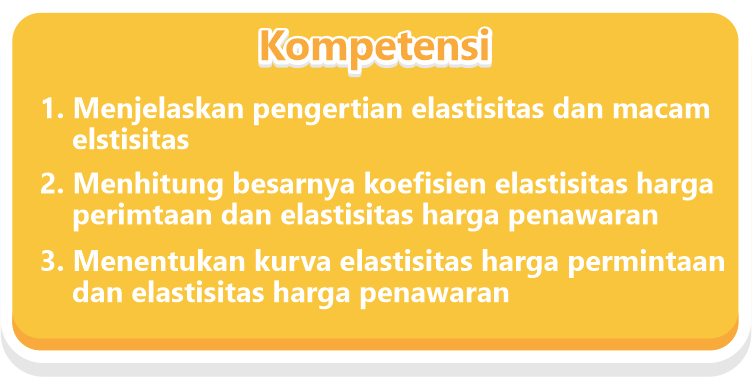 Kompetensi
1. Menjelaskan pengertian elastisitas dan macam
elstisitas
2. Menhitung besarnya koefisien elastisitas harga
perimtaan dan elastisitas harga penawaran
3. Menentukan kurva elastisitas harga permintaan
dan elastisitas harga penawaran